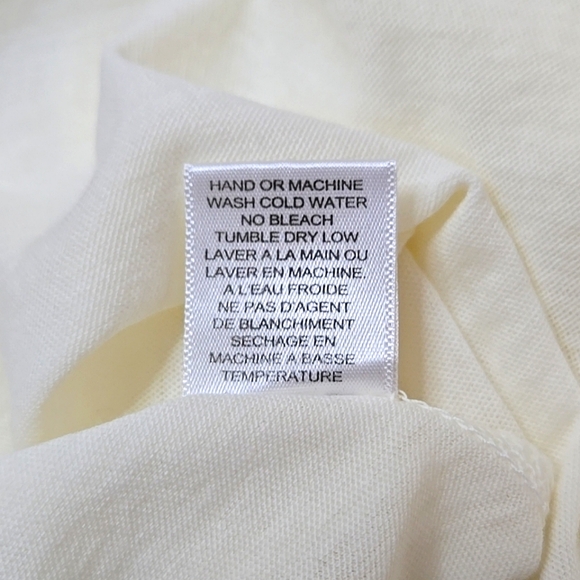 HAND OR MACHINE
WASH COLD WATER
NO BLEACH
TUMBLE DRY LOW
LAVER A LA MAIN OU
LAVER EN MACHINE.
A L'EAU FROIDE
NE PAS D'AGENT
DE BLANCHIMENT
SECHAGE EN
MACHINE A BASSE
TEMPERATURE